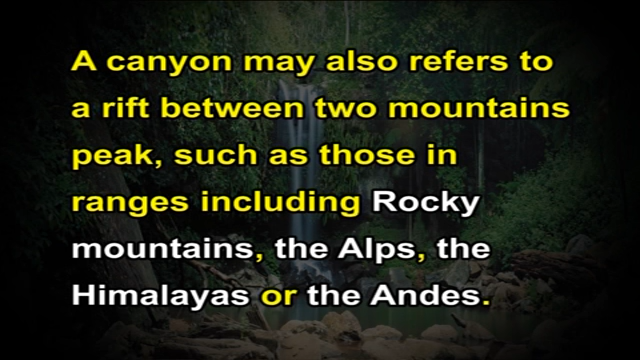 A canyon may also refers to
a rift between two mountains
peak, such as those in
ranges including Rocky
mountains, the Alps, the
Himalayas or the Andes.